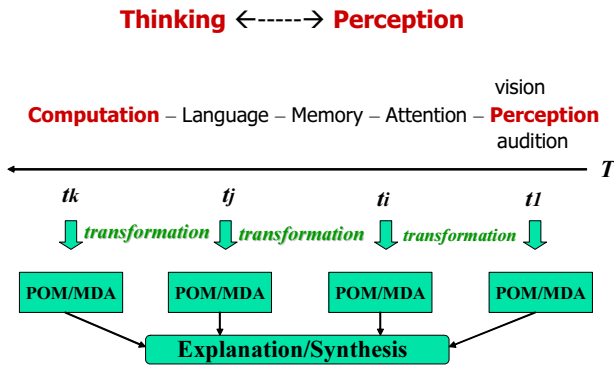 Thinking <-----> Perception
vision
Computation – Language – Memory – Attention – Perception
audition
T
tk tj ti t1
transformation transformation transformation
POM/MDA POM/MDA POM/MDA POM/MDA
Explanation/Synthesis